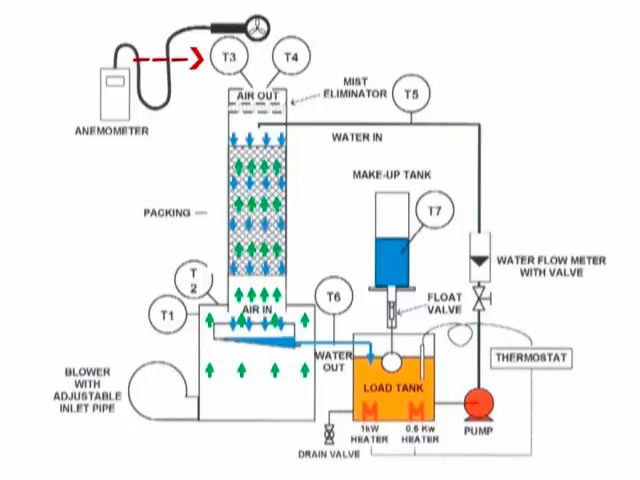 T3
T4
AIR OUT
MIST
ELIMINATOR
T5
ANEMOMETER
WATER IN
MAKE-UP TANK
PACKING
T7
WATER FLOW METER
WITH VALVE
T
2
T6
FLOAT
VALVE
T1
AIR IN
WATER
OUT
THERMOSTAT
BLOWER
WITH
ADJUSTABLE
INLET PIPE
LOAD TANK
1kW
HEATER
0.5 Kw
HEATER
PUMP
DRAIN VALVE